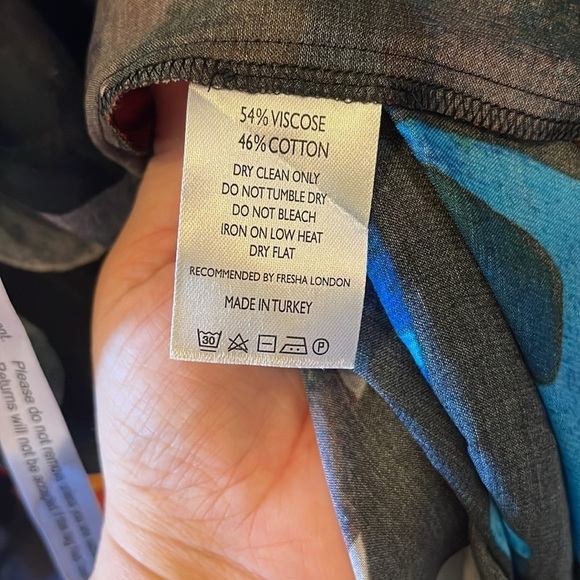 54% VISCOSE
46% COTTON
DRY CLEAN ONLY
DO NOT TUMBLE DRY
DO NOT BLEACH
IRON ON LOW HEAT
DRY FLAT
RECOMMENDED BY FRESHA LONDON
MADE IN TURKEY
30 P
Please do not remove
Returns will not be